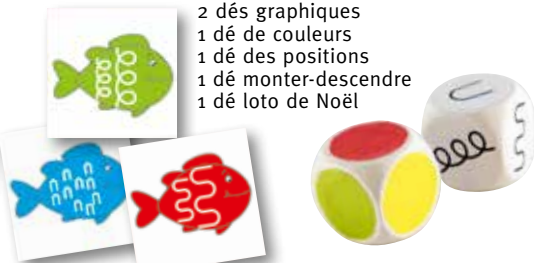 2 dés graphiques
1 dé de couleurs
1 dé des positions
1 dé monter-descendre
1 dé loto de Noël